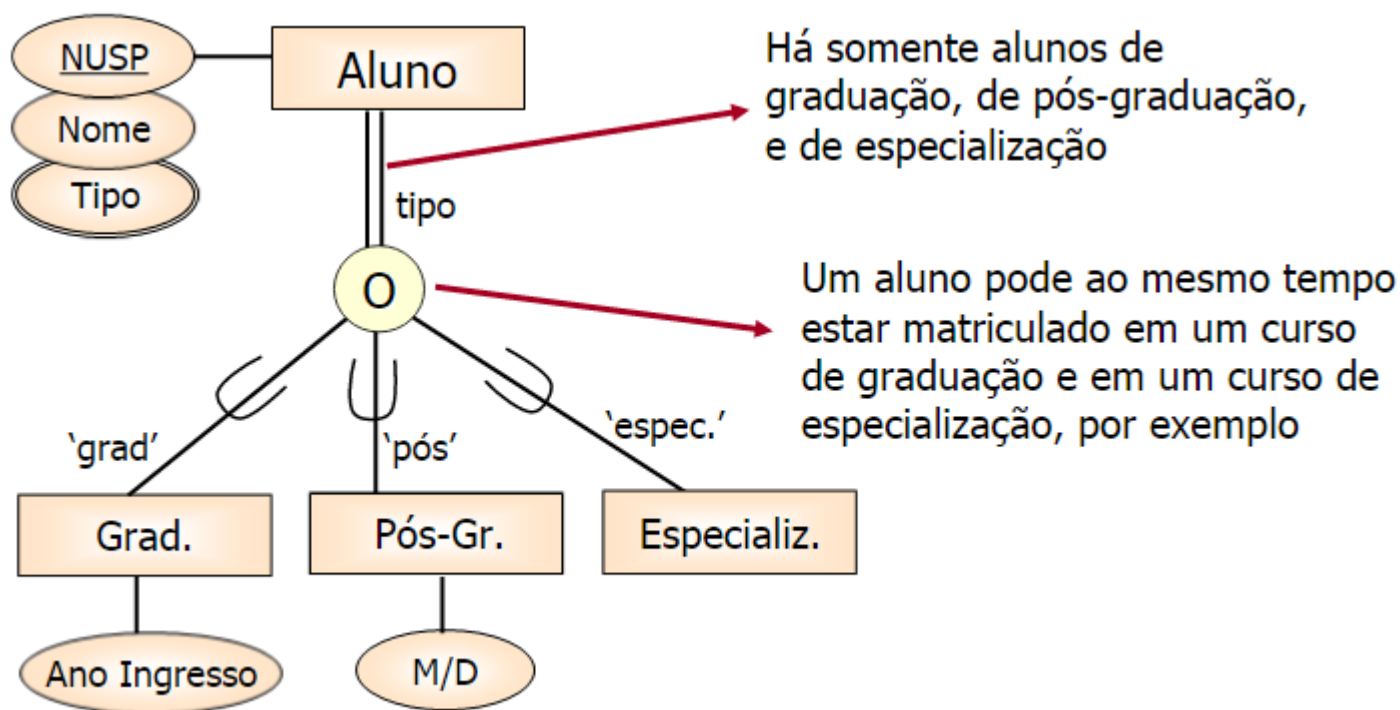 NUSP
Aluno
Nome
Tipo
Há somente alunos de
graduação, de pós-graduação,
e de especialização
tipo
O
Um aluno pode ao mesmo tempo
estar matriculado em um curso
de graduação e em um curso de
especialização, por exemplo
‘grad’
‘pós’
‘espec.’
Grad.
Pós-Gr.
Especializ.
Ano Ingresso
M/D